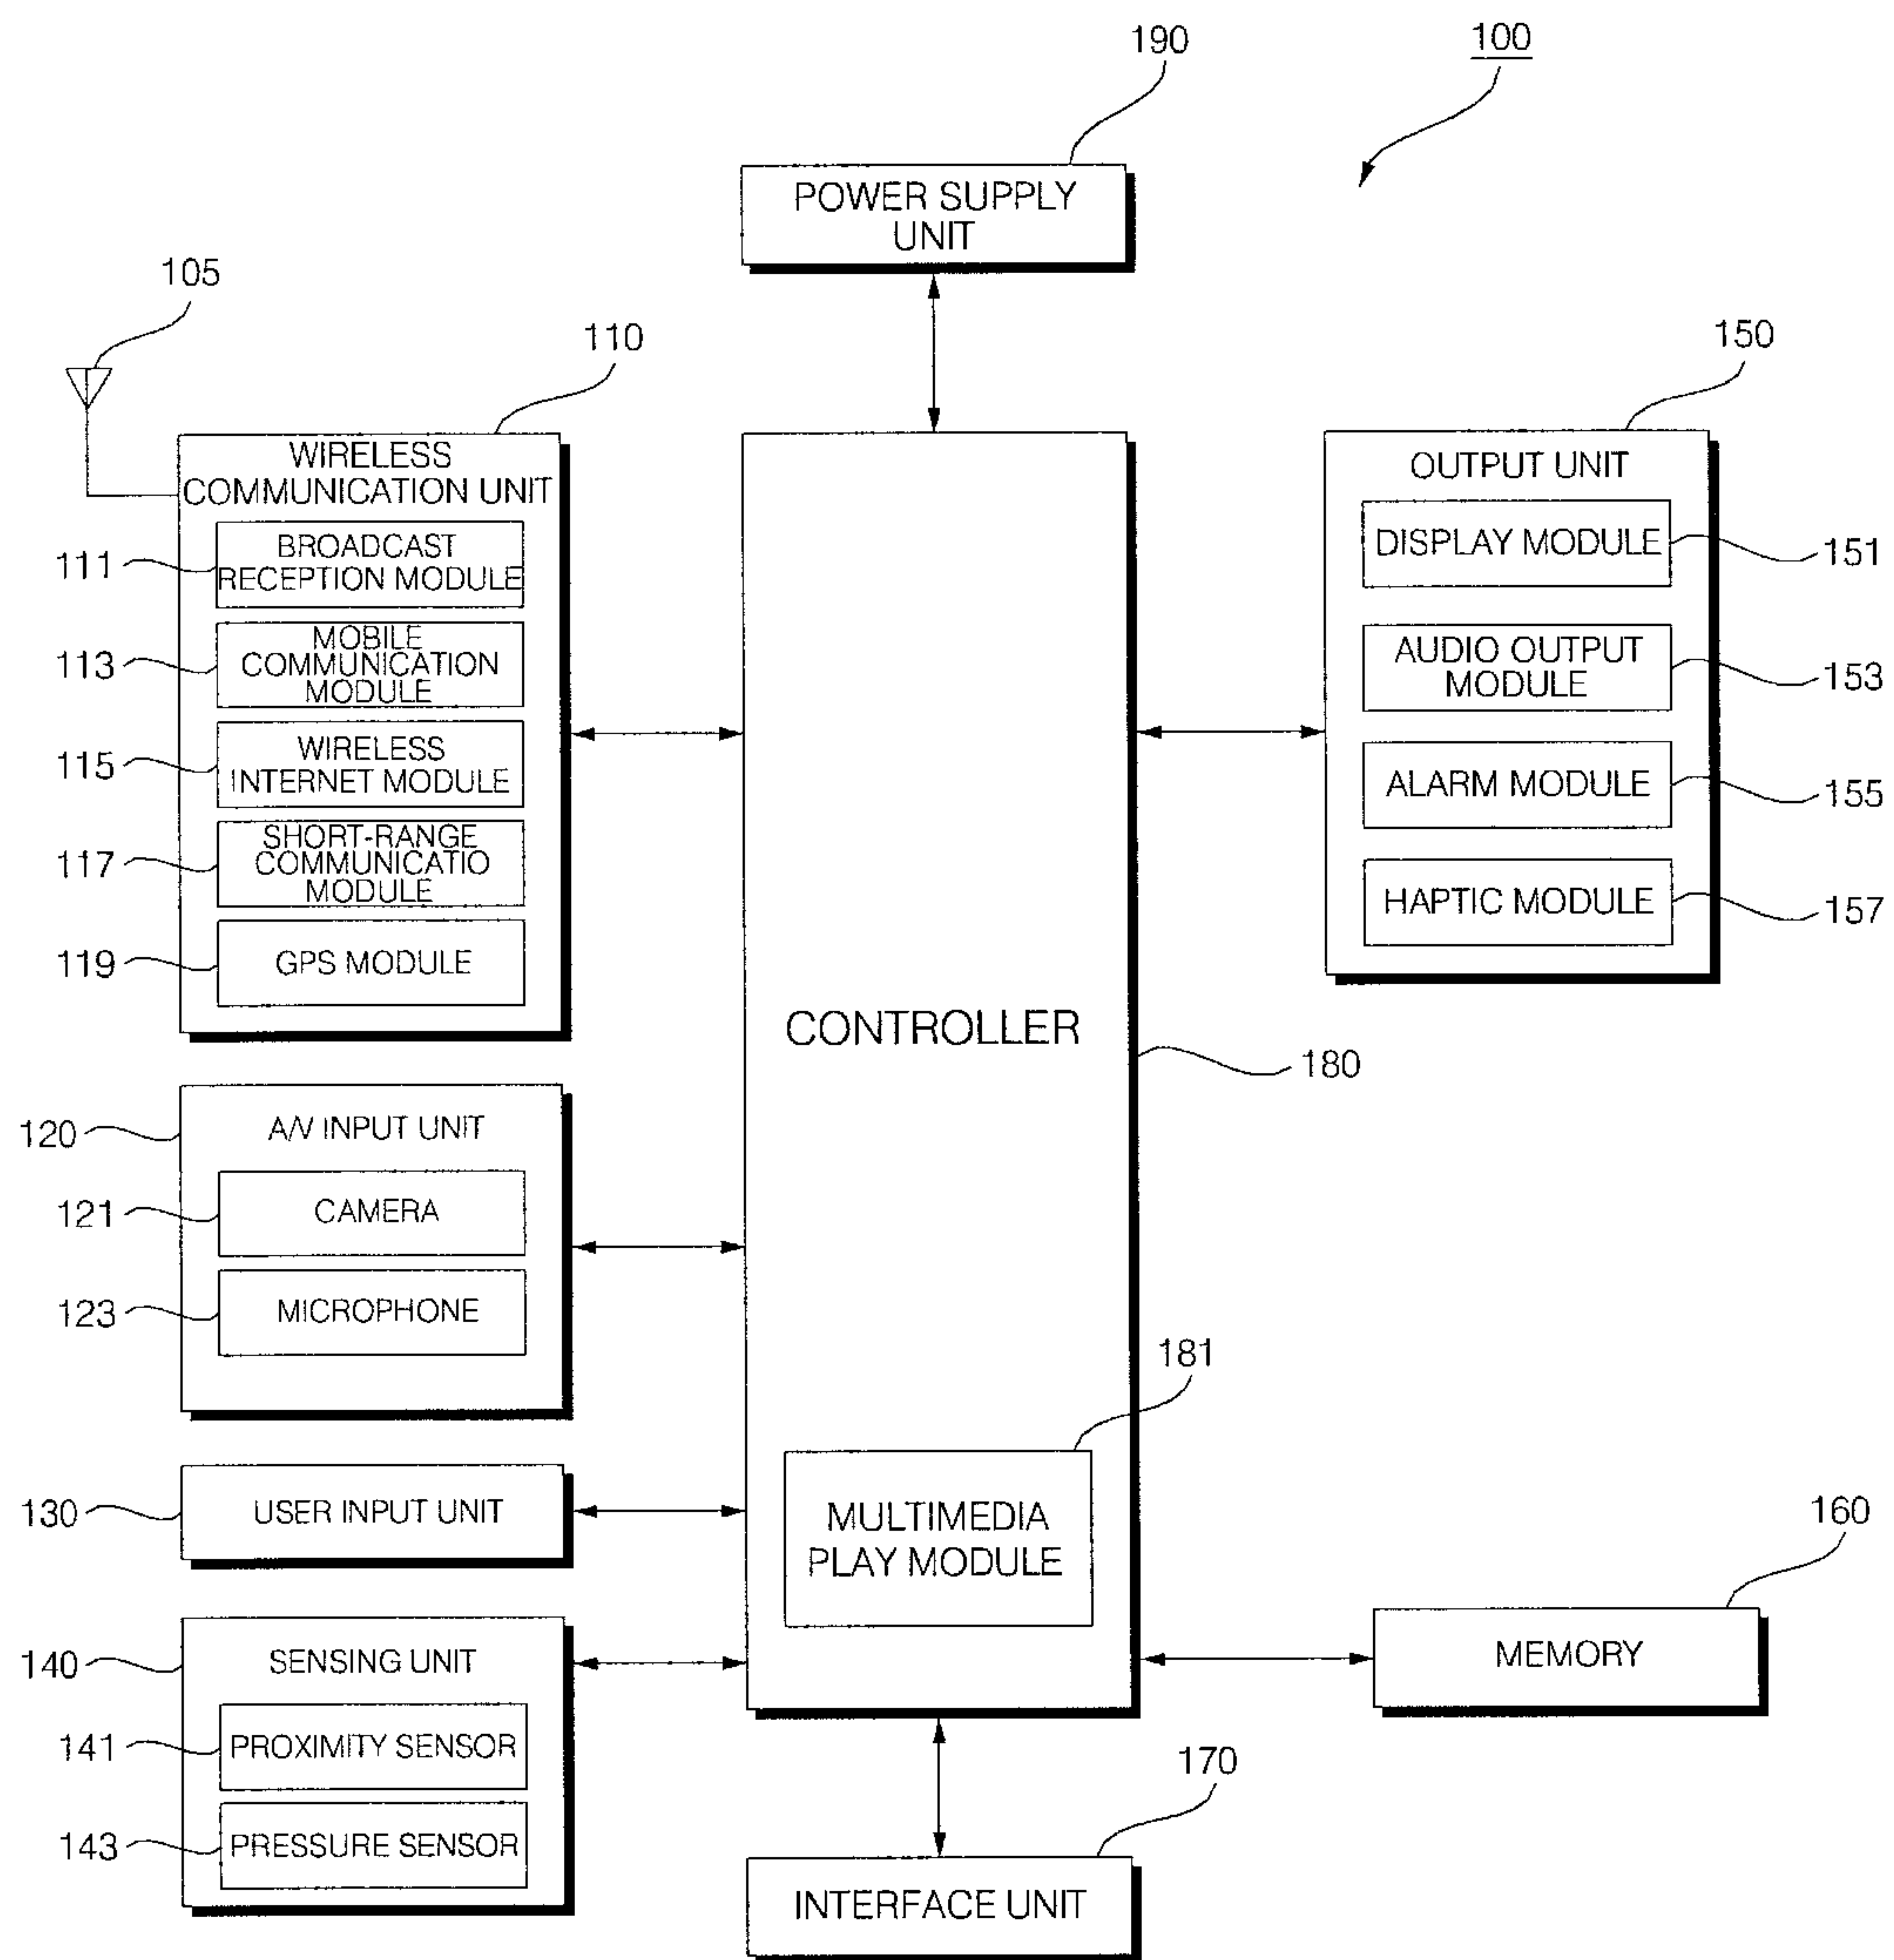 100
190
POWER SUPPLY
UNIT
105
110
WIRELESS
COMMUNICATION UNIT
111
BROADCAST
RECEPTION MODULE
113
MOBILE
COMMUNICATION
MODULE
115
WIRELESS
INTERNET MODULE
117
SHORT-RANGE
COMMUNICATIO
MODULE
119
GPS MODULE
120
A/V INPUT UNIT
121
CAMERA
123
MICROPHONE
130
USER INPUT UNIT
140
SENSING UNIT
141
PROXIMITY SENSOR
143
PRESSURE SENSOR
CONTROLLER
180
181
MULTIMEDIA
PLAY MODULE
150
OUTPUT UNIT
DISPLAY MODULE
151
AUDIO OUTPUT
MODULE
153
ALARM MODULE
155
HAPTIC MODULE
157
160
MEMORY
170
INTERFACE UNIT